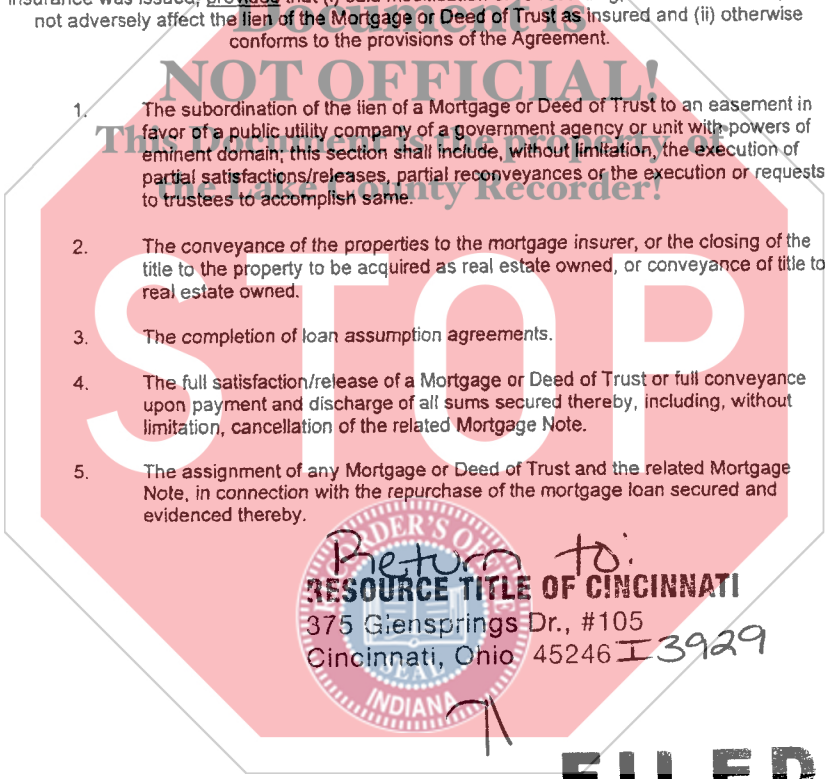 insurance was issued, provided that (i) said modification
Document is
not adversely affect the lien of the Mortgage or Deed of Trust as insured and (ii) otherwise
conforms to the provisions of the Agreement.
NOT OFFICIAL!
1. The subordination of the lien of a Mortgage or Deed of Trust to an easement in
favor of a public utility company of a government agency or unit with powers of
This Document is the property of
eminent domain; this section shall include, without limitation, the execution of
partial satisfactions/releases, partial reconveyances or the execution or requests
the Lake County Recorder!
to trustees to accomplish same.
2. The conveyance of the properties to the mortgage insurer, or the closing of the
title to the property to be acquired as real estate owned, or conveyance of title to
real estate owned.
STOP
3. The completion of loan assumption agreements.
4. The full satisfaction/release of a Mortgage or Deed of Trust or full conveyance
upon payment and discharge of all sums secured thereby, including, without
limitation, cancellation of the related Mortgage Note.
5. The assignment of any Mortgage or Deed of Trust and the related Mortgage
Note, in connection with the repurchase of the mortgage loan secured and
evidenced thereby.
RECORDER'S OFFICE
Return to:
RESOURCE TITLE OF CINCINNATI
375 Glensprings Dr., #105
Cincinnati, Ohio 45246 I3929
SEAL
INDIANA
FILED